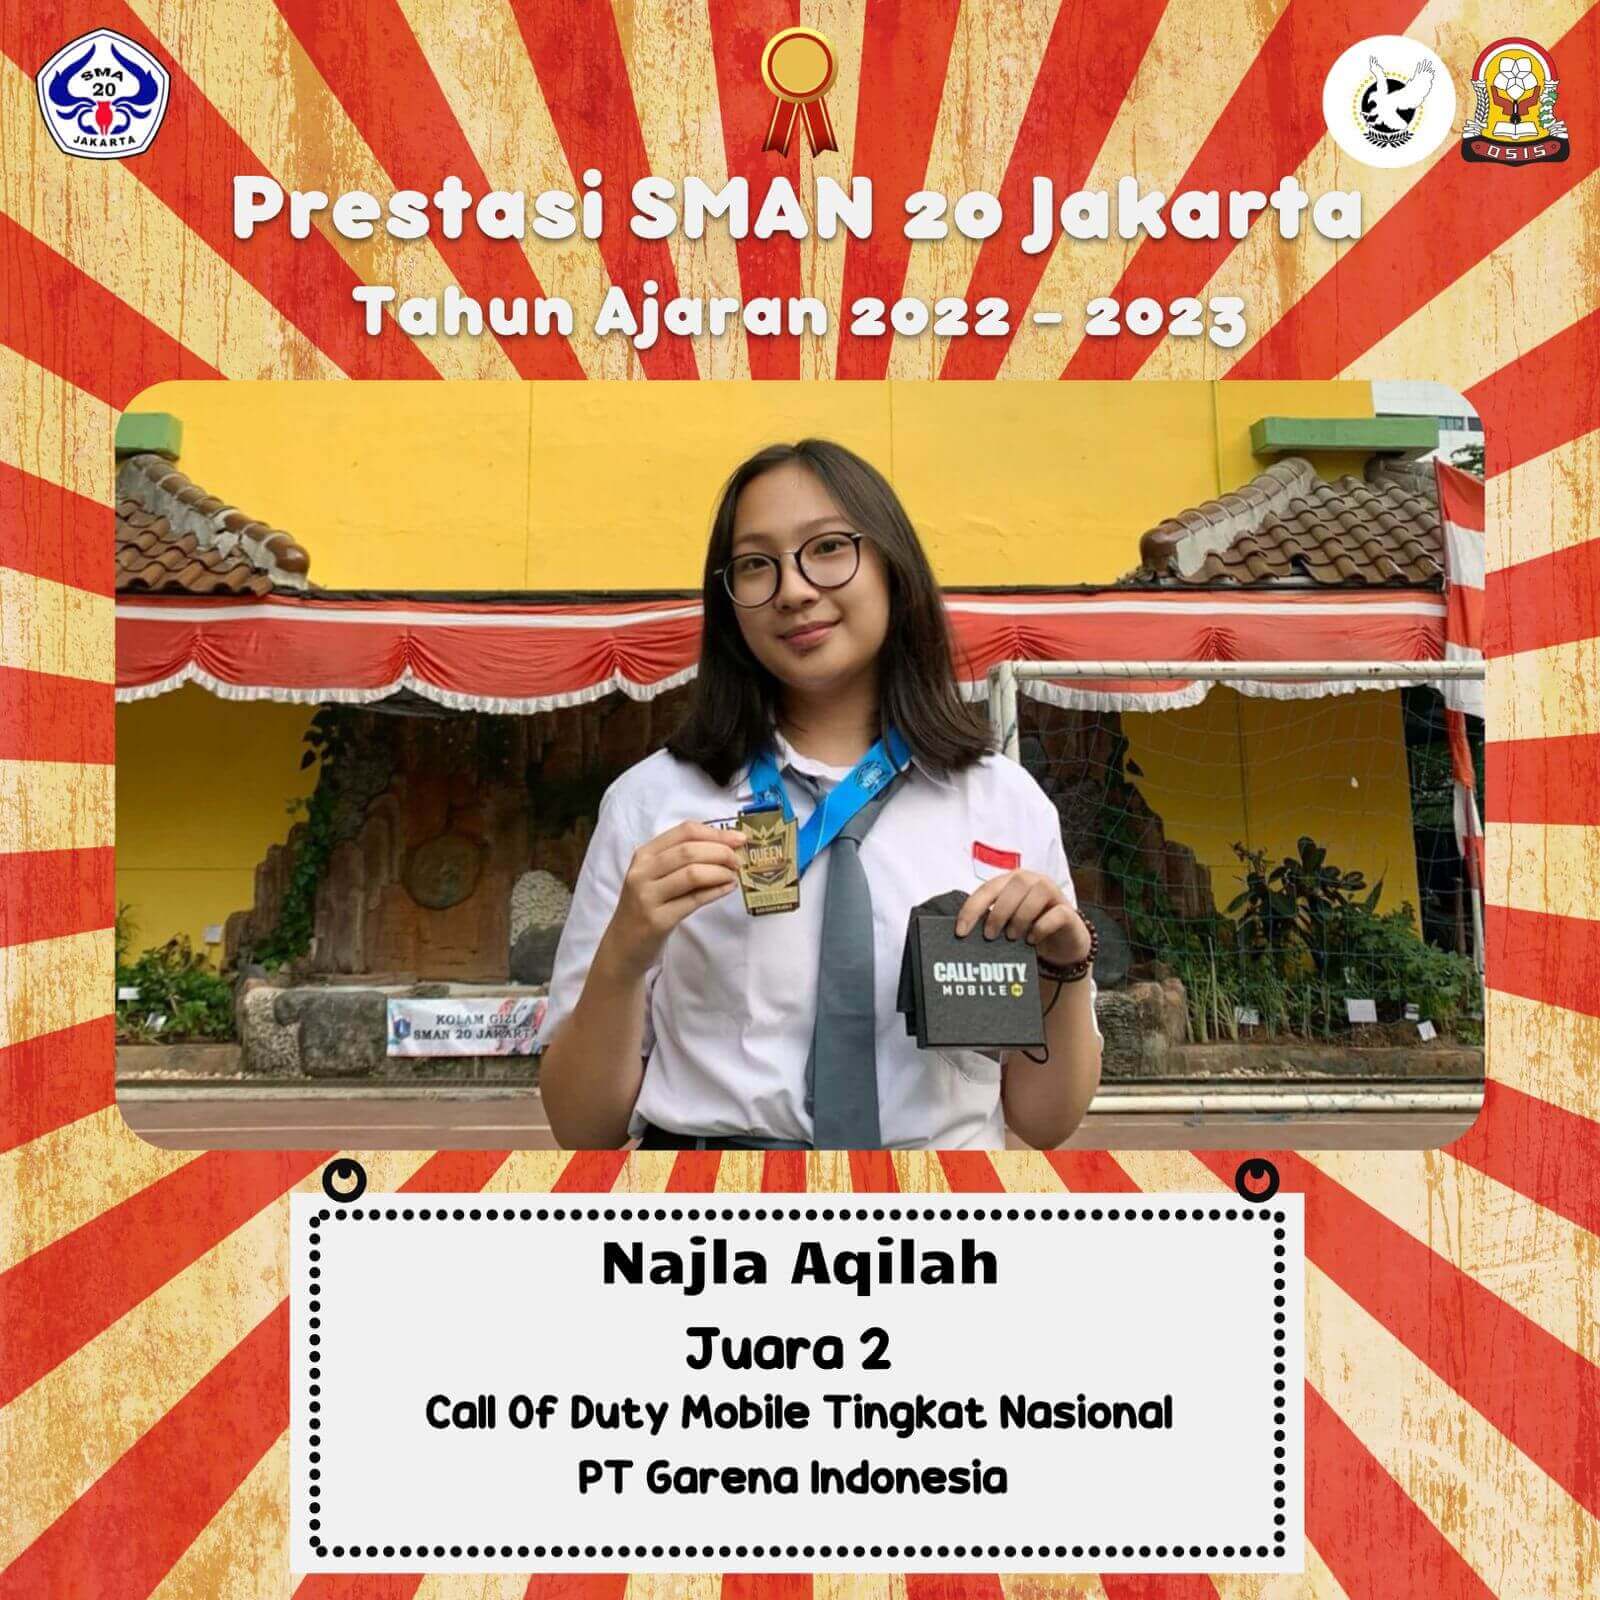 SMA
20
JAKARTA
OSIS
Prestasi SMAN 20 Jakarta
Tahun Ajaran 2022 - 2023
QUEEN
CALL OF DUTY
MOBILE
KOLAM GIZI
SMAN 20 JAKARTA
Najla Aqilah
Juara 2
Call Of Duty Mobile Tingkat Nasional
PT Garena Indonesia